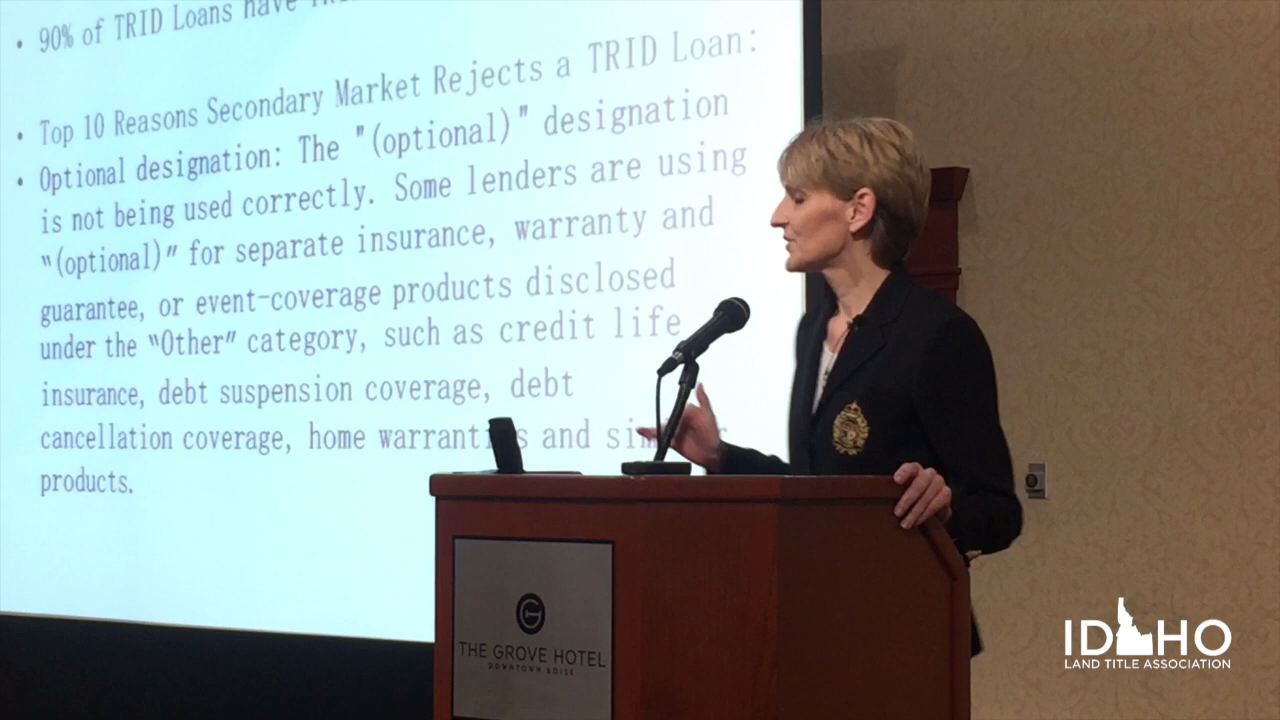 • 90% of TRID Loans have
• Top 10 Reasons Secondary Market Rejects a TRID Loan:
• Optional designation: The "(optional)" designation
is not being used correctly. Some lenders are using
"(optional)" for separate insurance, warranty and
guarantee, or event-coverage products disclosed
under the "Other" category, such as credit life
insurance, debt suspension coverage, debt
cancellation coverage, home warranties and similar
products.
THE GROVE HOTEL
DOWNTOWN BOISE
IDAHO
LAND TITLE ASSOCIATION